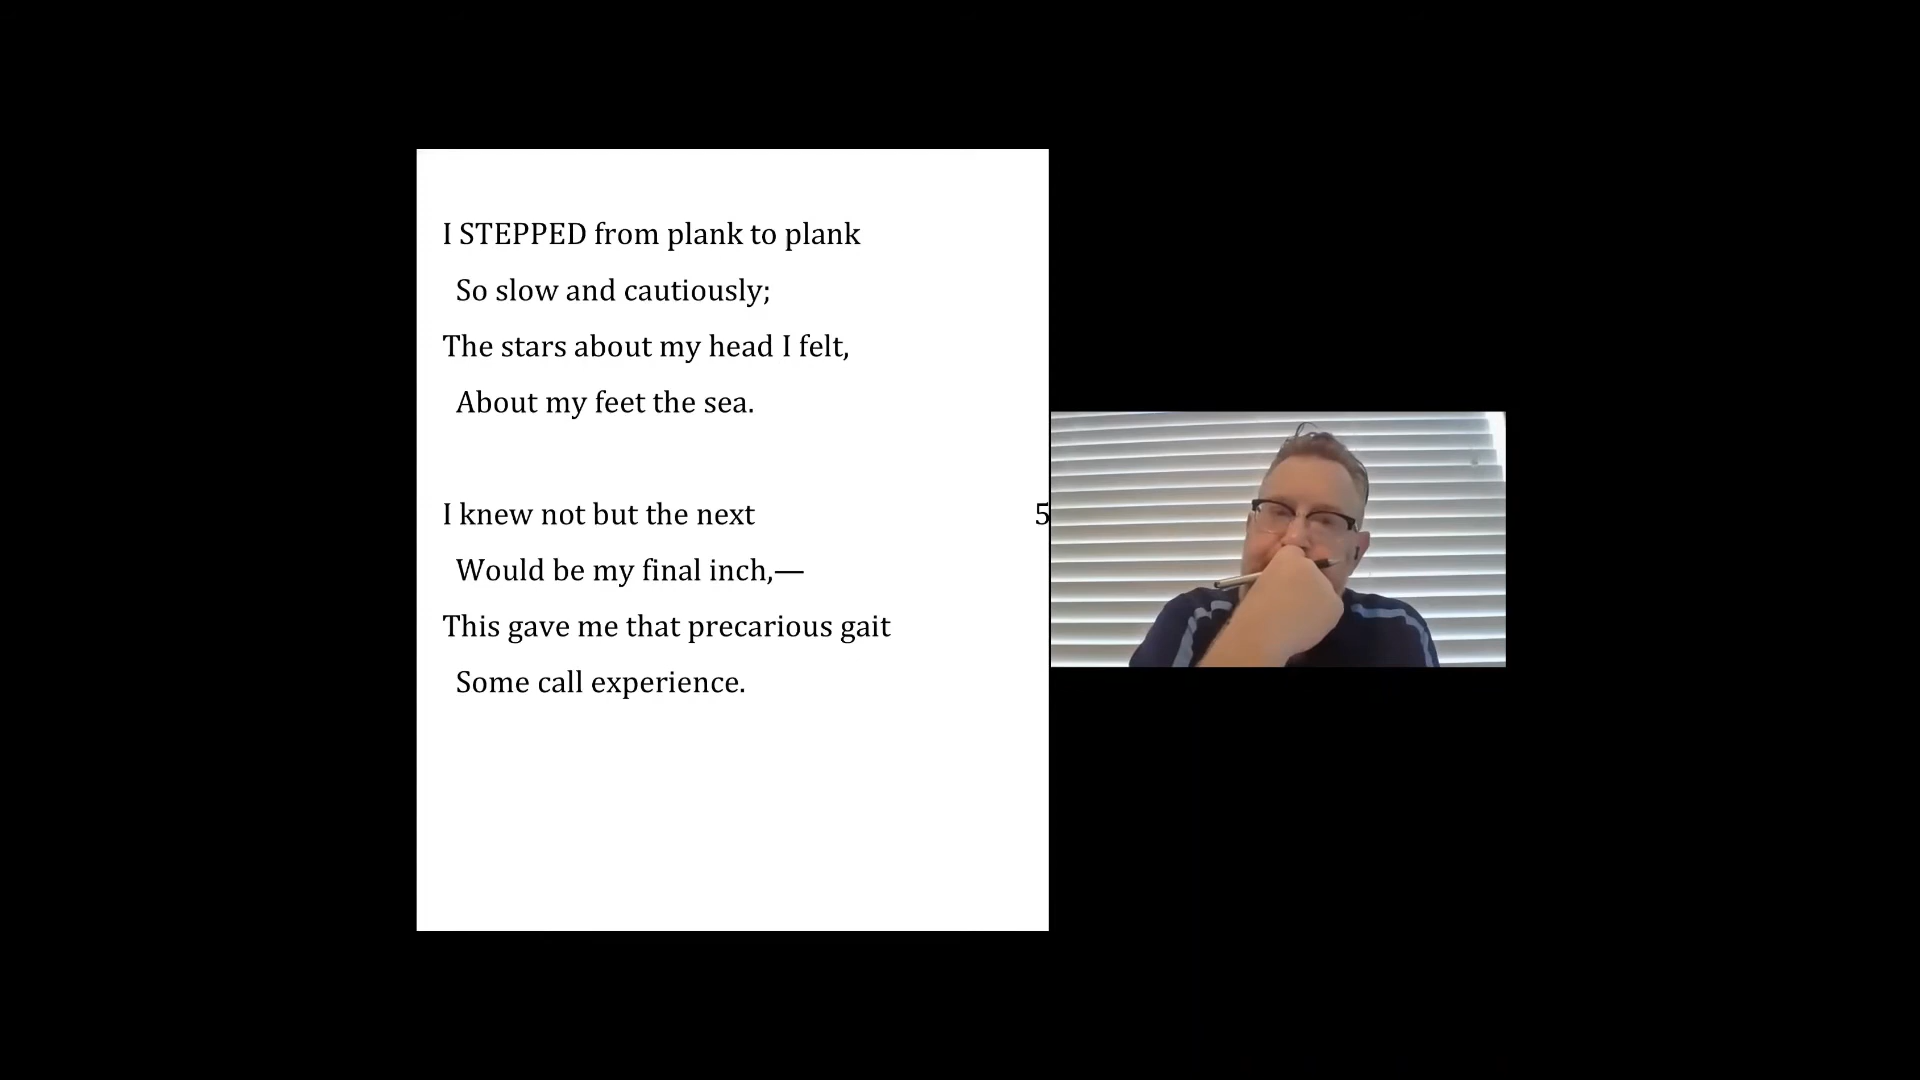 I STEPPED from plank to plank
So slow and cautiously;
The stars about my head I felt,
About my feet the sea.
I knew not but the next 5
Would be my final inch,—
This gave me that precarious gait
Some call experience.